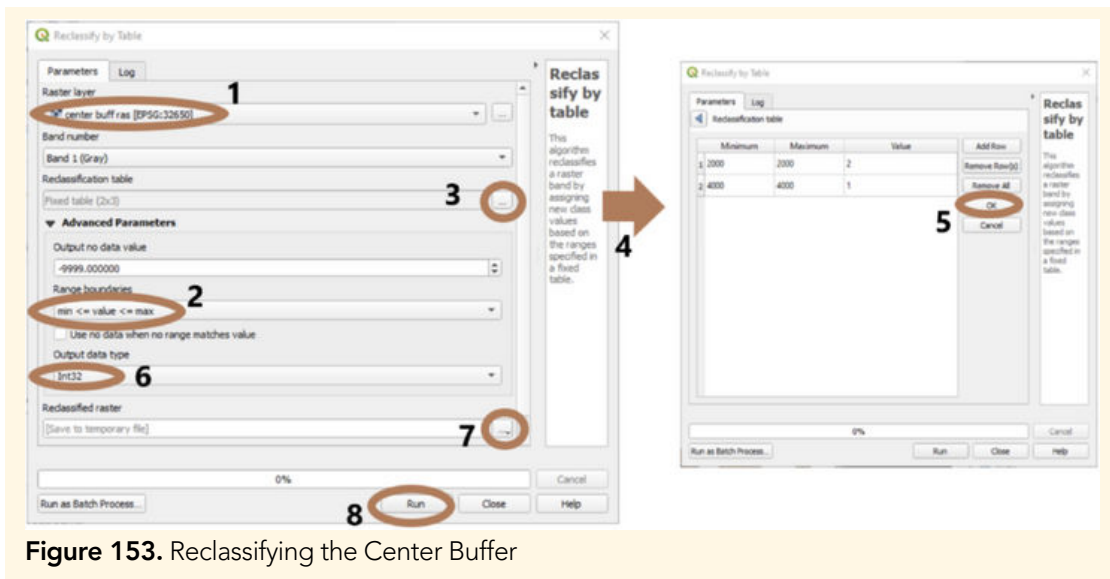 Reclassify by Table
Parameters Log
Raster layer
1
center buff ras [EPSG:32650]
...
Band number
Band 1 (Gray)
Reclassification table
Fixed table (2x3)
3
...
Advanced Parameters
Output no data value
-9999.000000
Range boundaries
2
min <= value <= max
Use no data when no range matches value
Output data type
Int32
6
Reclassified raster
[Save to temporary file]
7
...
0%
Cancel
Run as Batch Process...
8
Run
Close
Help
Reclas
sify by
table
This
algorithm
reclassifies
a raster
band by
assigning
new class
values
based on
the ranges
specified in
a fixed
table.
4
Reclassify by Table
Parameters Log
Reclassification table
Minimum Maximum Value
1 2000 2000 2
2 4000 4000 1
Add Row
Remove Row(s)
Remove All
OK
5
Cancel
Reclas
sify by
table
This
algorithm
reclassifies
a raster
band by
assigning
new class
values
based on
the ranges
specified in
a fixed
table.
0%
Cancel
Run as Batch Process...
Run
Close
Help
Figure 153. Reclassifying the Center Buffer